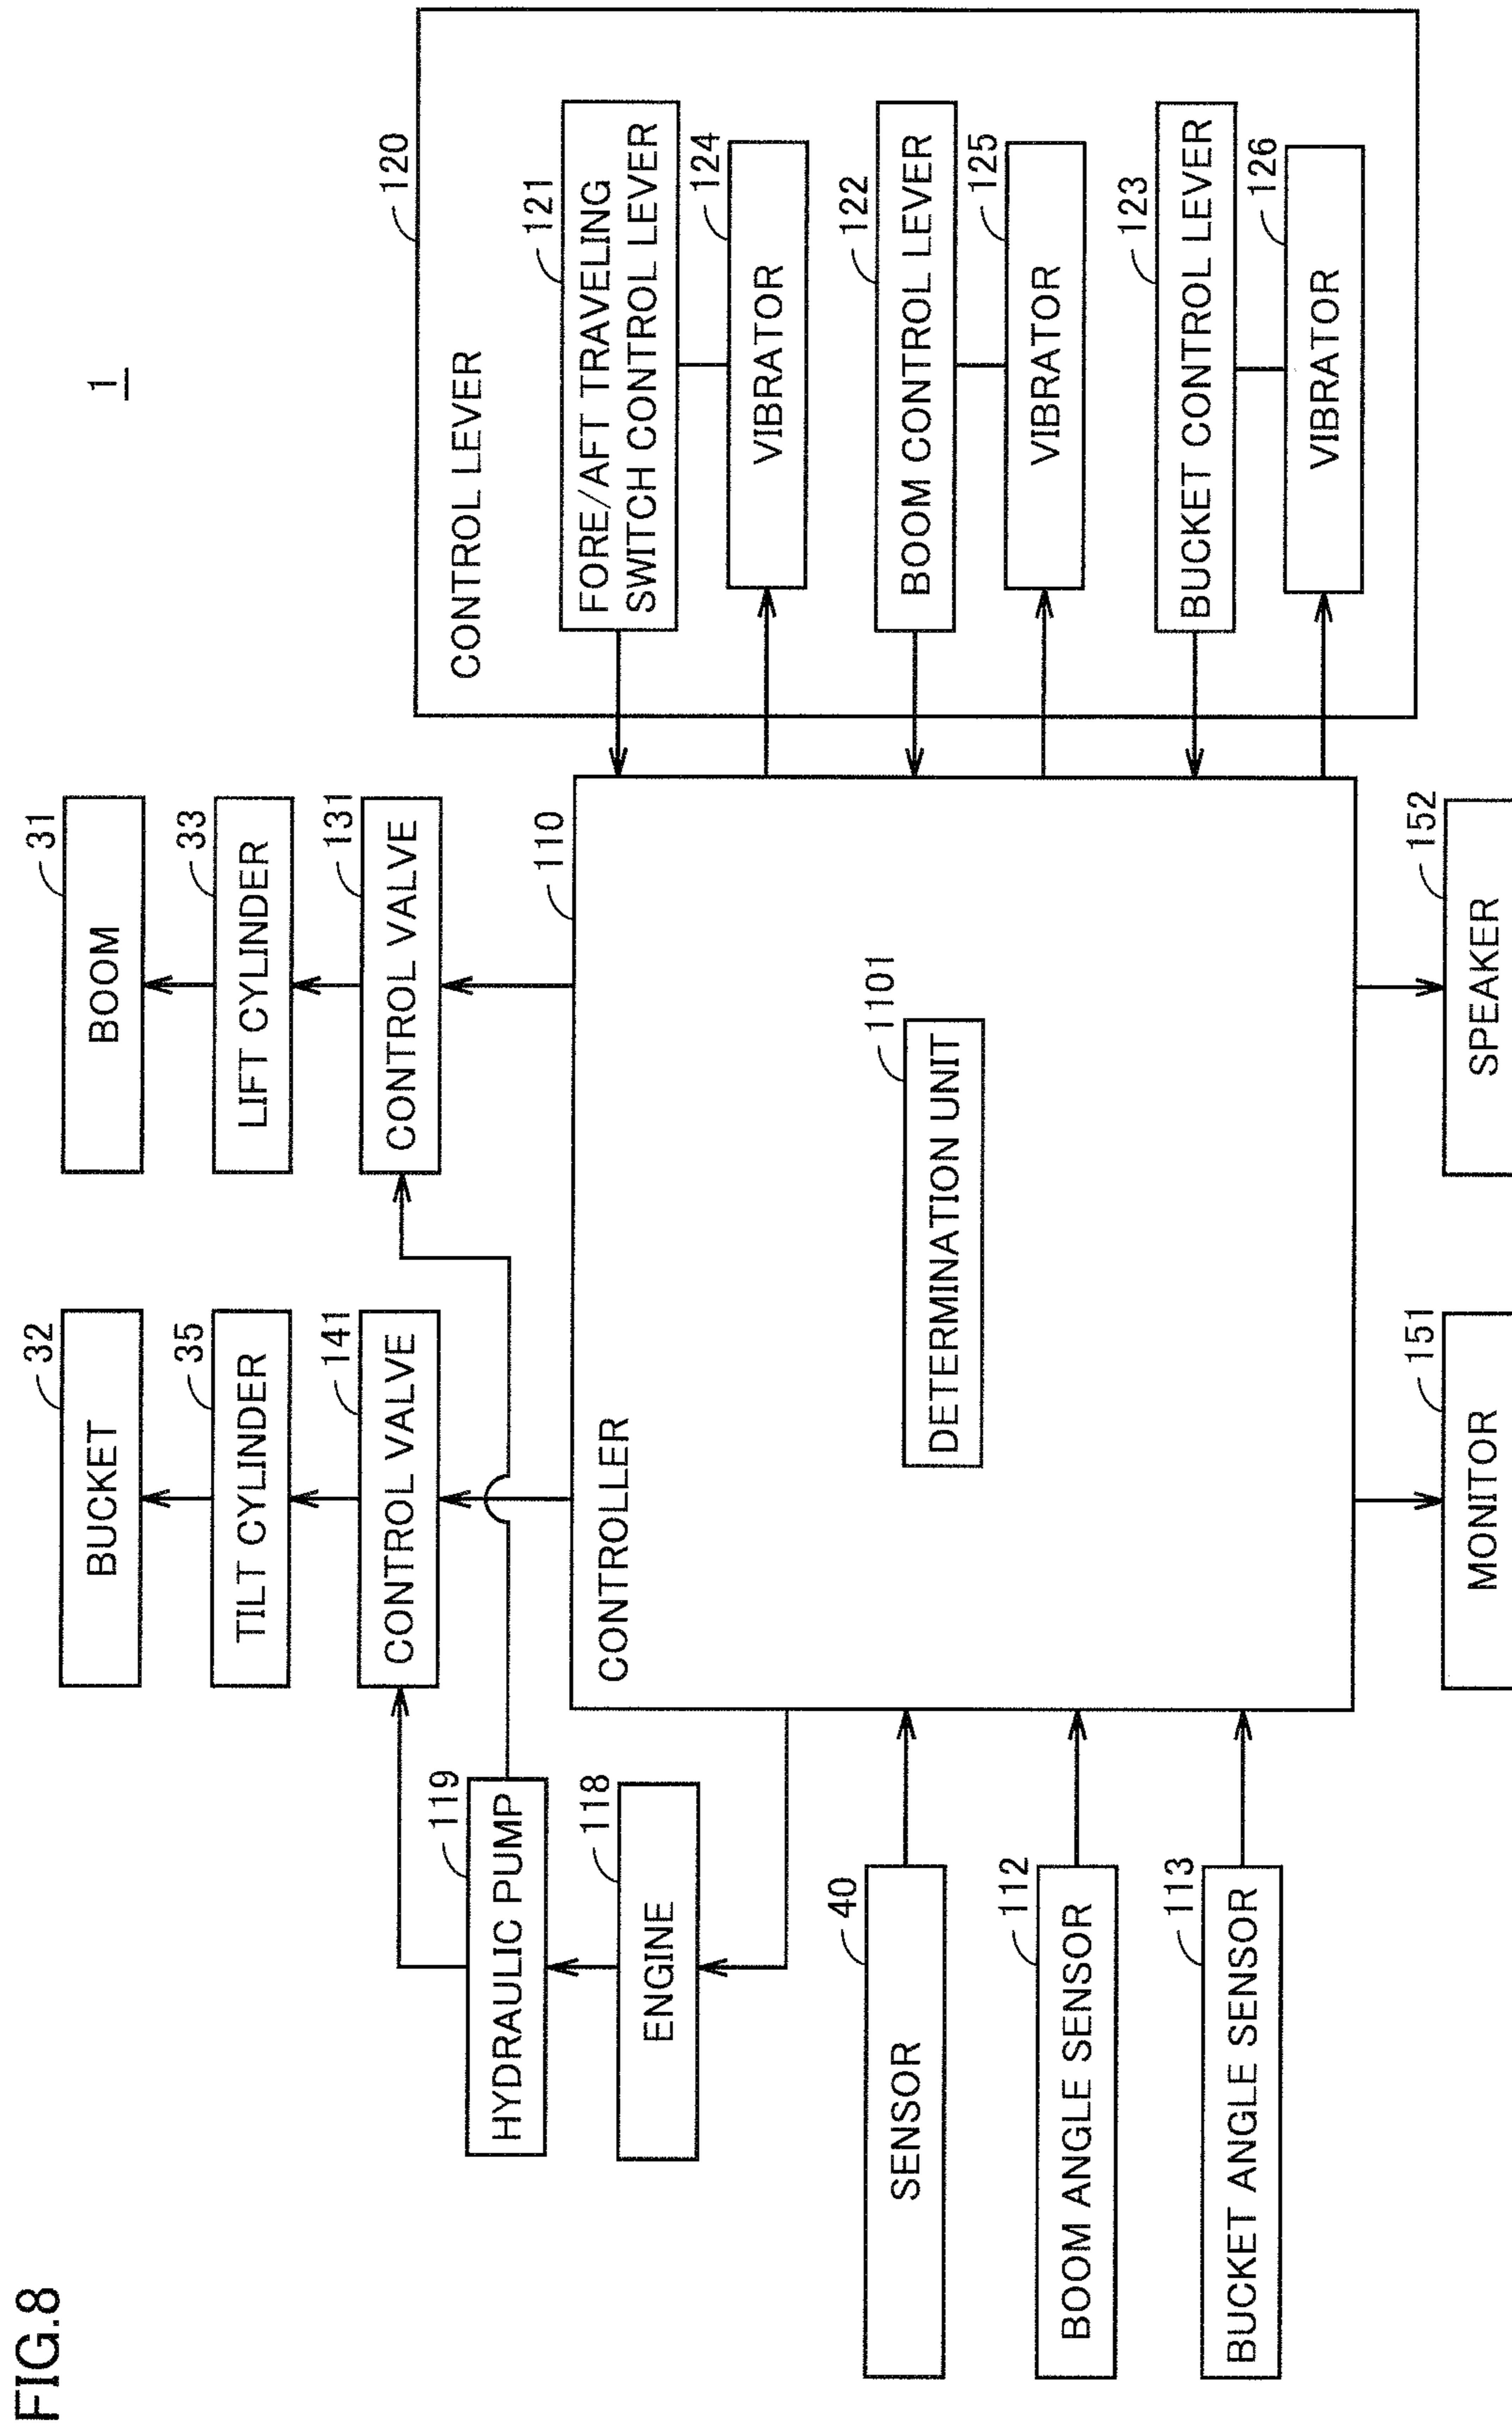 FIG.8
1
BUCKET
32
BOOM
31
TILT CYLINDER
35
LIFT CYLINDER
33
CONTROL VALVE
141
CONTROL VALVE
131
HYDRAULIC PUMP
119
ENGINE
118
SENSOR
40
BOOM ANGLE SENSOR
112
BUCKET ANGLE SENSOR
113
CONTROLLER
110
DETERMINATION UNIT
1101
MONITOR
151
SPEAKER
152
CONTROL LEVER
120
FORE/AFT TRAVELING
SWITCH CONTROL LEVER
121
VIBRATOR
124
BOOM CONTROL LEVER
122
VIBRATOR
125
BUCKET CONTROL LEVER
123
VIBRATOR
126